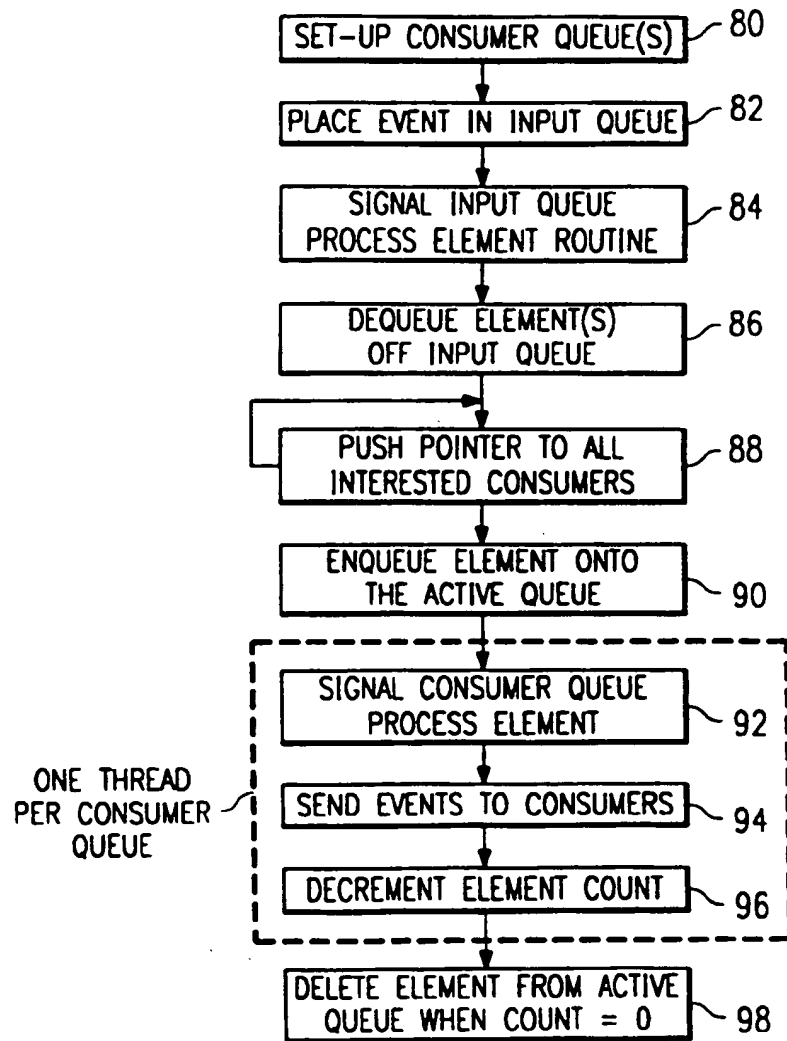 SET-UP CONSUMER QUEUE(S)
80
PLACE EVENT IN INPUT QUEUE
82
SIGNAL INPUT QUEUE
PROCESS ELEMENT ROUTINE
84
DEQUEUE ELEMENT(S)
OFF INPUT QUEUE
86
PUSH POINTER TO ALL
INTERESTED CONSUMERS
88
ENQUEUE ELEMENT ONTO
THE ACTIVE QUEUE
90
SIGNAL CONSUMER QUEUE
PROCESS ELEMENT
92
ONE THREAD
PER CONSUMER
QUEUE
SEND EVENTS TO CONSUMERS
94
DECREMENT ELEMENT COUNT
96
DELETE ELEMENT FROM ACTIVE
QUEUE WHEN COUNT = 0
98